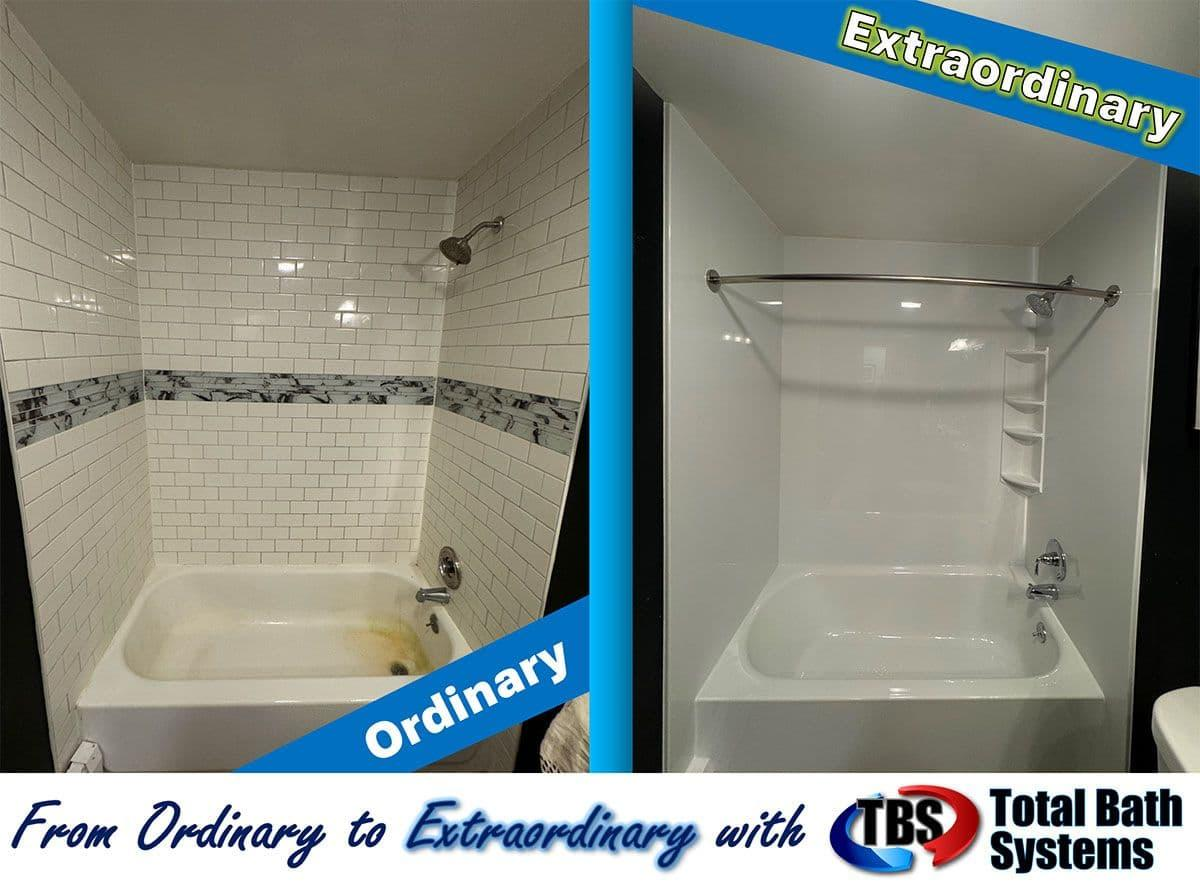 Extraordinary
Ordinary
From Ordinary to Extraordinary with
TBS
Total Bath
Systems